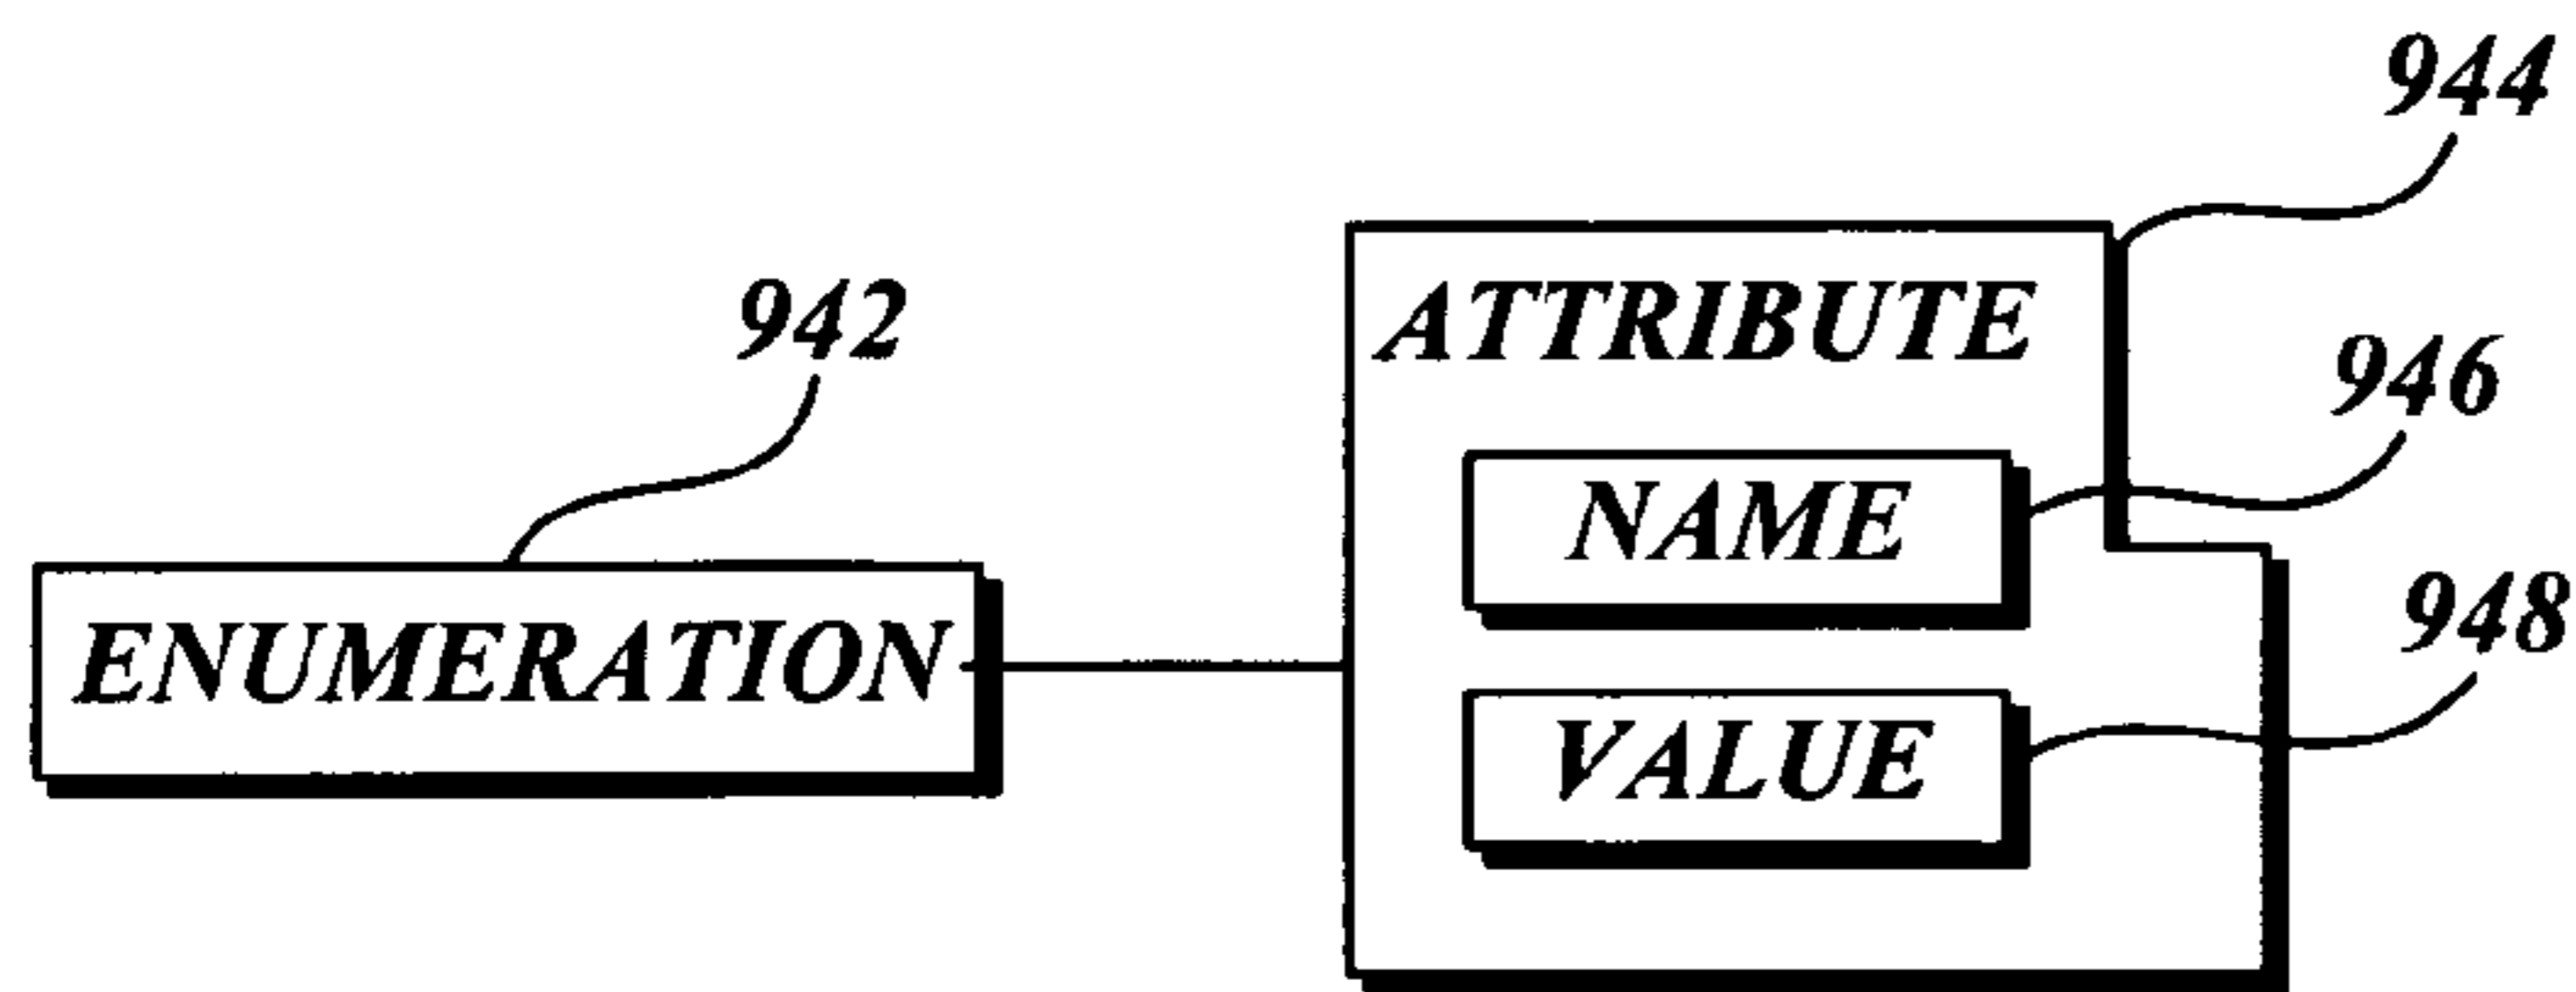 944
942
ATTRIBUTE
946
NAME
948
ENUMERATION
VALUE